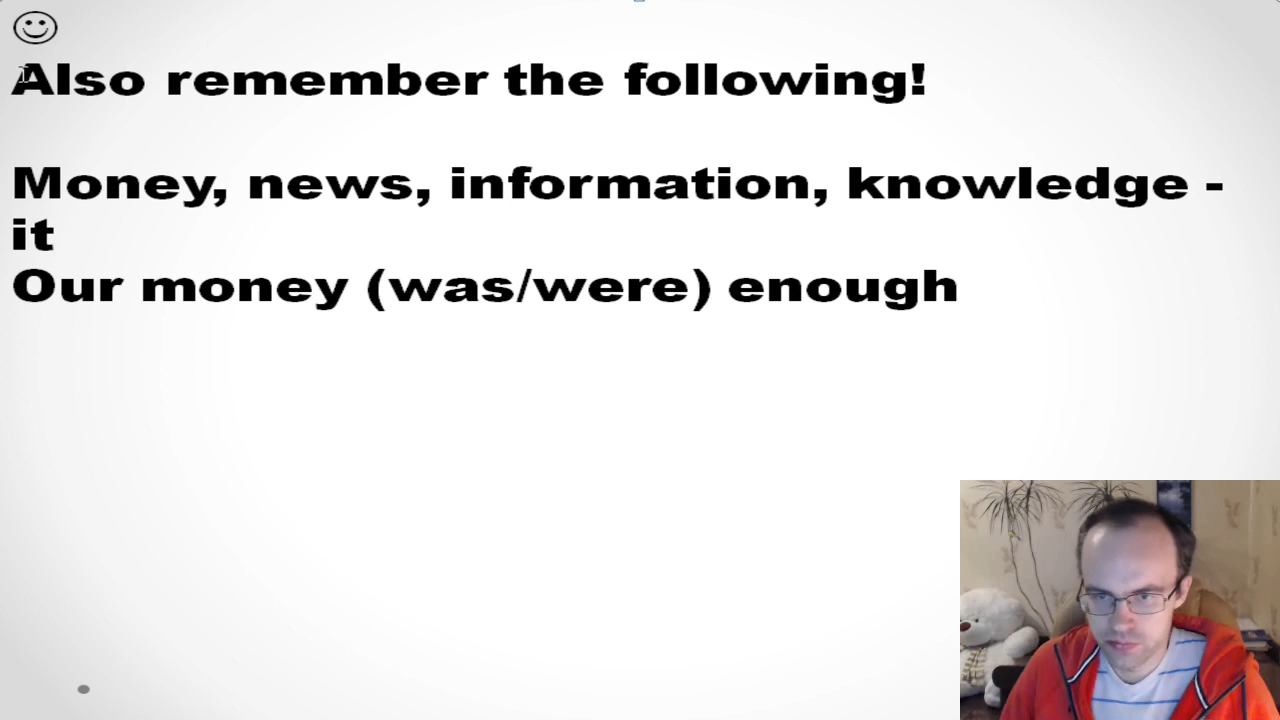 Also remember the following!
Money, news, information, knowledge -
it
Our money (was/were) enough